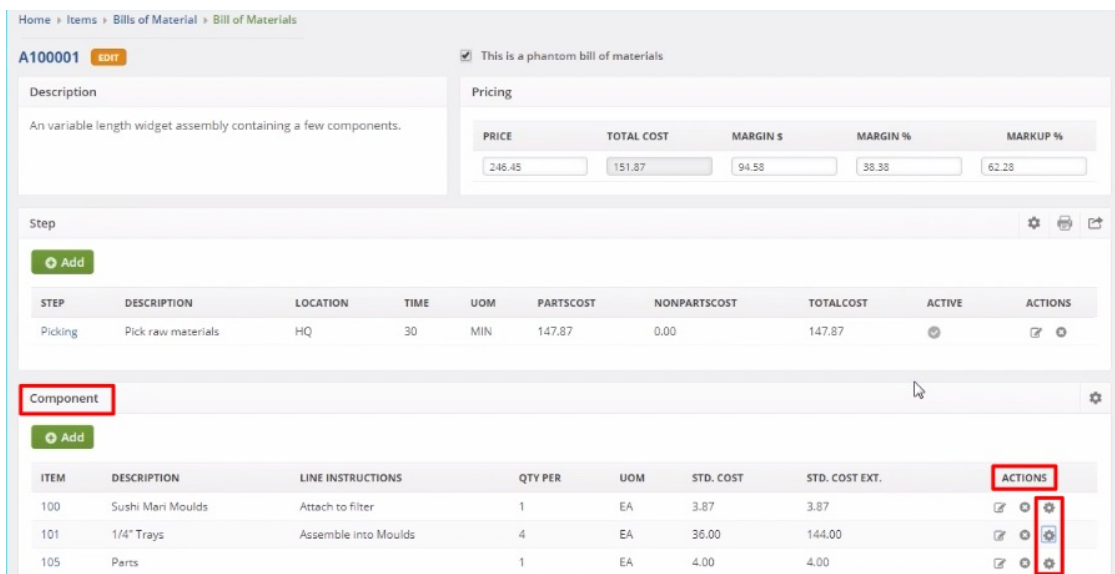 Home › Items › Bills of Material › Bill of Materials
A100001 EDIT This is a phantom bill of materials
Description Pricing
An variable length widget assembly containing a few components.
PRICE TOTAL COST MARGIN $ MARGIN % MARKUP %
246.45 151.87 94.58 38.38 62.28
Step
Add
STEP DESCRIPTION LOCATION TIME UOM PARTSCOST NONPARTSCOST TOTALCOST ACTIVE ACTIONS
Picking Pick raw materials HQ 30 MIN 147.87 0.00 147.87
Component
Add
ITEM DESCRIPTION LINE INSTRUCTIONS QTY PER UOM STD. COST STD. COST EXT. ACTIONS
100 Sushi Mari Moulds Attach to filter 1 EA 3.87 3.87
101 1/4" Trays Assemble into Moulds 4 EA 36.00 144.00
105 Parts 1 EA 4.00 4.00